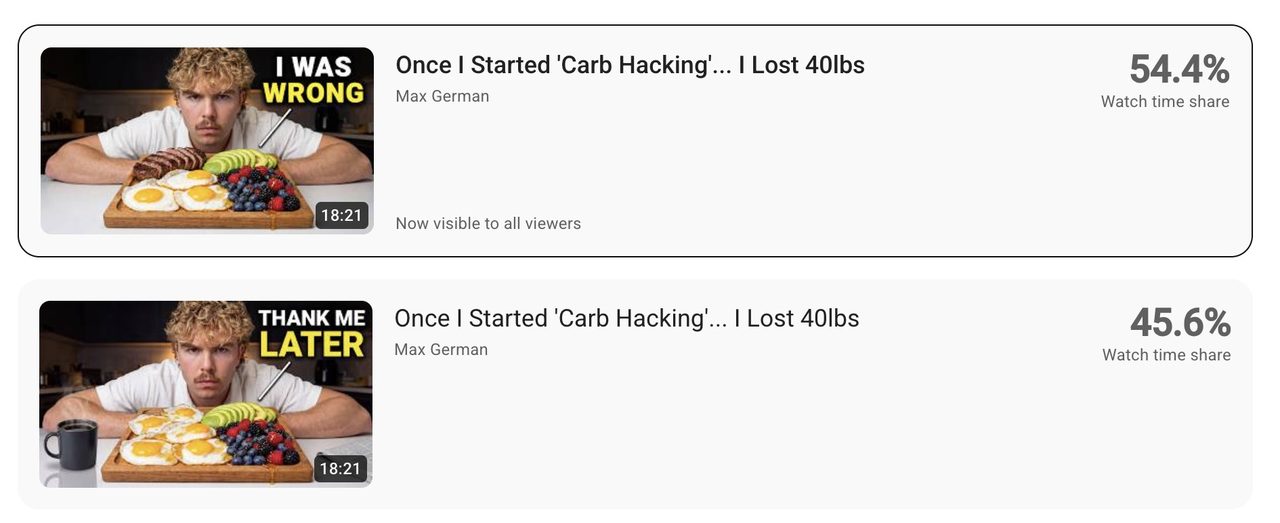 I WAS
WRONG
18:21
Once I Started 'Carb Hacking'... I Lost 40lbs
Max German
Now visible to all viewers
54.4%
Watch time share
THANK ME
LATER
18:21
Once I Started 'Carb Hacking'... I Lost 40lbs
Max German
45.6%
Watch time share